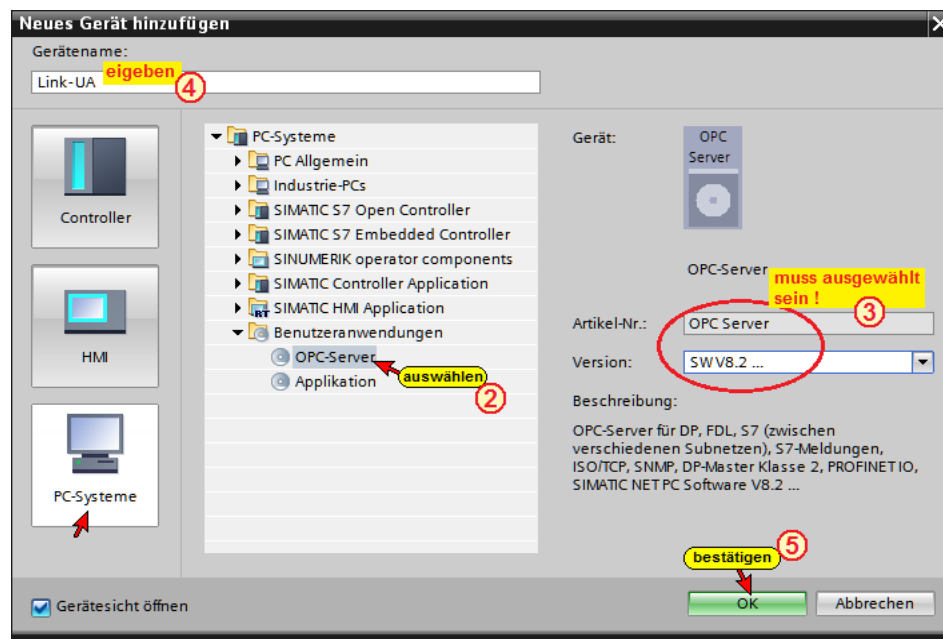 Neues Gerät hinzufügen
Gerätename:
eigeben
Link-UA
4
PC-Systeme
PC Allgemein
Industrie-PCs
SIMATIC S7 Open Controller
SIMATIC S7 Embedded Controller
SINUMERIK operator components
SIMATIC Controller Application
RT
SIMATIC HMI Application
Benutzeranwendungen
OPC-Server
Applikation
auswählen
2
Controller
HMI
PC-Systeme
Gerät:
OPC
Server
OPC-Server
muss ausgewählt
sein !
3
Artikel-Nr.:
OPC Server
Version:
SW V8.2 ...
Beschreibung:
OPC-Server für DP, FDL, S7 (zwischen
verschiedenen Subnetzen), S7-Meldungen,
ISO/TCP, SNMP, DP-Master Klasse 2, PROFINET IO,
SIMATIC NET PC Software V8.2 ...
bestätigen
5
Gerätesicht öffnen
OK
Abbrechen